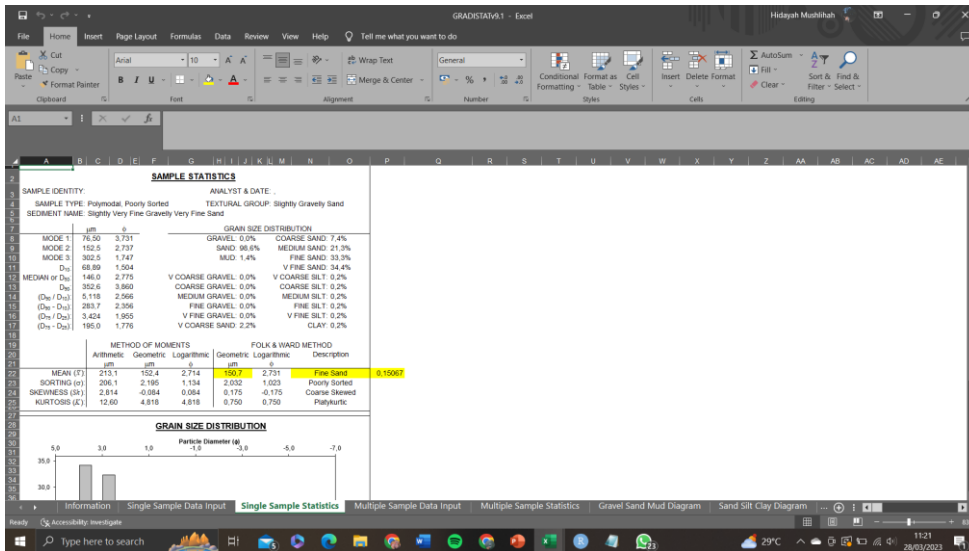 GRADISTATv9.1 - Excel
Hidayah Mushlihah
File Home Insert Page Layout Formulas Data Review View Help Tell me what you want to do
Cut
Copy
Format Painter
Paste
Arial 10
Wrap Text
Merge & Center
General
Conditional Formatting
Format as Table
Cell Styles
Insert Delete Format
AutoSum
Fill
Clear
Sort & Filter
Find & Select
Clipboard Font Alignment Number Styles Cells Editing
A1
A B C D E F G H I J K L M N O P Q R S T U V W X Y Z AA AB AC AD AE
SAMPLE STATISTICS
SAMPLE IDENTITY: ANALYST & DATE: ,
SAMPLE TYPE: Polymodal, Poorly Sorted TEXTURAL GROUP: Slightly Gravelly Sand
SEDIMENT NAME: Slightly Very Fine Gravelly Very Fine Sand
µm ϕ GRAIN SIZE DISTRIBUTION
MODE 1: 76,50 3,731 GRAVEL: 0,0% COARSE SAND: 7,4%
MODE 2: 152,5 2,737 SAND: 98,6% MEDIUM SAND: 21,3%
MODE 3: 302,5 1,747 MUD: 1,4% FINE SAND: 33,3%
D10: 68,89 1,504 V FINE SAND: 34,4%
MEDIAN or D50: 146,0 2,775 V COARSE GRAVEL: 0,0% V COARSE SILT: 0,2%
D90: 352,6 3,860 COARSE GRAVEL: 0,0% COARSE SILT: 0,2%
(D90 / D10): 5,118 2,566 MEDIUM GRAVEL: 0,0% MEDIUM SILT: 0,2%
(D90 - D10): 283,7 2,356 FINE GRAVEL: 0,0% FINE SILT: 0,2%
(D75 / D25): 3,424 1,955 V FINE GRAVEL: 0,0% V FINE SILT: 0,2%
(D75 - D25): 195,0 1,776 V COARSE SAND: 2,2% CLAY: 0,2%
METHOD OF MOMENTS FOLK & WARD METHOD
Arithmetic Geometric Logarithmic Geometric Logarithmic Description
µm µm ϕ µm ϕ
MEAN (x̄): 213,1 152,4 2,714 150,7 2,731 Fine Sand 0,15067
SORTING (σ): 206,1 2,195 1,134 2,032 1,023 Poorly Sorted
SKEWNESS (Sk): 2,814 -0,084 0,084 0,175 -0,175 Coarse Skewed
KURTOSIS (K): 12,60 4,818 4,818 0,750 0,750 Platykurtic
GRAIN SIZE DISTRIBUTION
Particle Diameter (ϕ)
5,0 3,0 1,0 -1,0 -3,0 -5,0 -7,0
35,0
30,0
Information Single Sample Data Input Single Sample Statistics Multiple Sample Data Input Multiple Sample Statistics Gravel Sand Mud Diagram Sand Silt Clay Diagram ...
Ready Accessibility: Investigate
Type here to search
23
29°C
11:21
28/03/2023